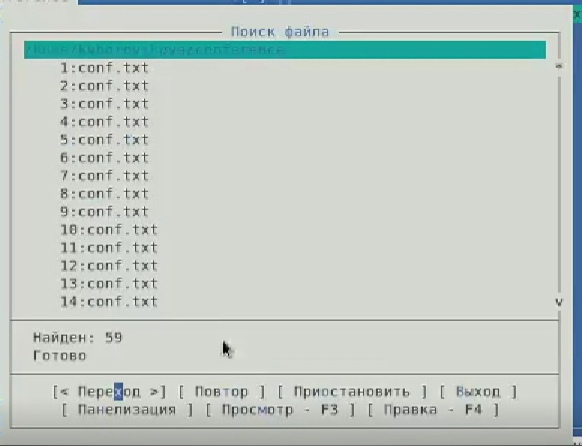 Поиск файла
1:conf.txt
2:conf.txt
3:conf.txt
4:conf.txt
5:conf.txt
6:conf.txt
7:conf.txt
8:conf.txt
9:conf.txt
10:conf.txt
11:conf.txt
12:conf.txt
13:conf.txt
14:conf.txt
Найден: 59
Готово
[< Переход >] [ Повтор ] [ Приостановить ] [ Выход ]
[ Панелизация ] [ Просмотр - F3 ] [ Правка - F4 ]